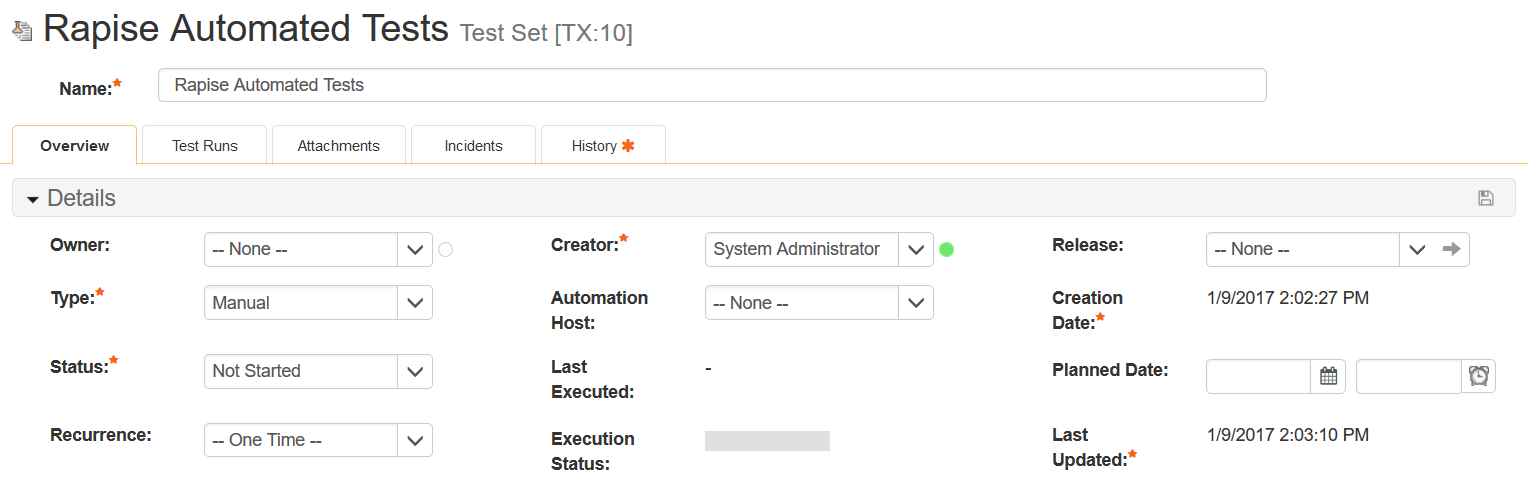 Rapise Automated Tests Test Set [TX:10]
Name:* Rapise Automated Tests
Overview Test Runs Attachments Incidents History *
Details
Owner: -- None -- Creator:* System Administrator Release: -- None --
Type:* Manual Automation Host: -- None -- Creation Date:* 1/9/2017 2:02:27 PM
Status:* Not Started Last Executed: - Planned Date:
Recurrence: -- One Time -- Execution Status: Last Updated:* 1/9/2017 2:03:10 PM